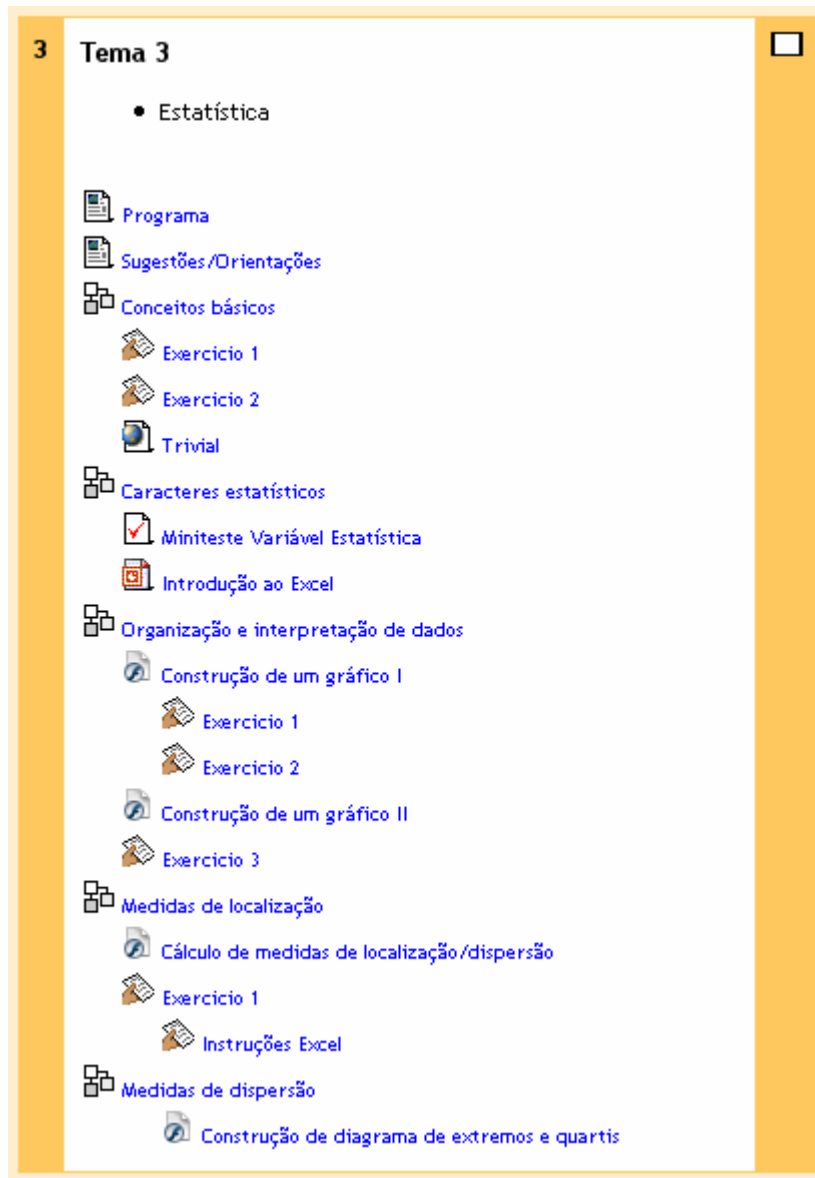 3 Tema 3
• Estatística
Programa
Sugestões/Orientações
Conceitos básicos
Exercicio 1
Exercicio 2
Trivial
Caracteres estatísticos
Miniteste Variável Estatística
Introdução ao Excel
Organização e interpretação de dados
Construção de um gráfico I
Exercicio 1
Exercicio 2
Construção de um gráfico II
Exercicio 3
Medidas de localização
Cálculo de medidas de localização/dispersão
Exercicio 1
Instruções Excel
Medidas de dispersão
Construção de diagrama de extremos e quartis